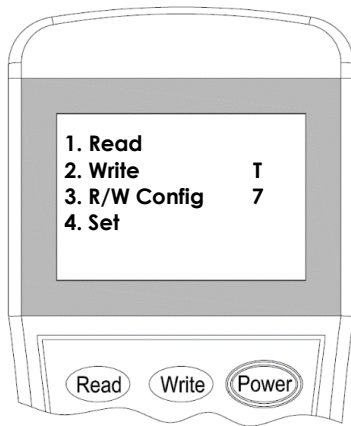 1. Read
2. Write T
3. R/W Config 7
4. Set
Read Write Power